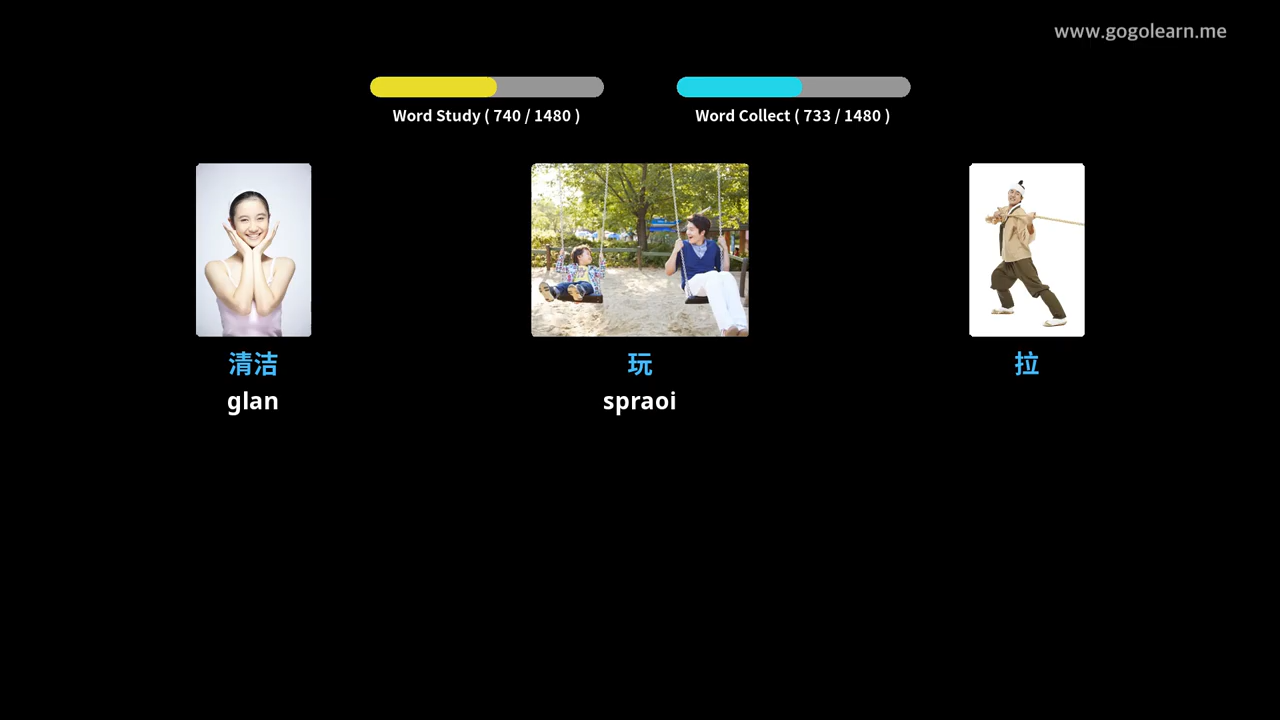 www.gogolearn.me
Word Study ( 740 / 1480 )
Word Collect ( 733 / 1480 )
清洁
glan
玩
spraoi
拉